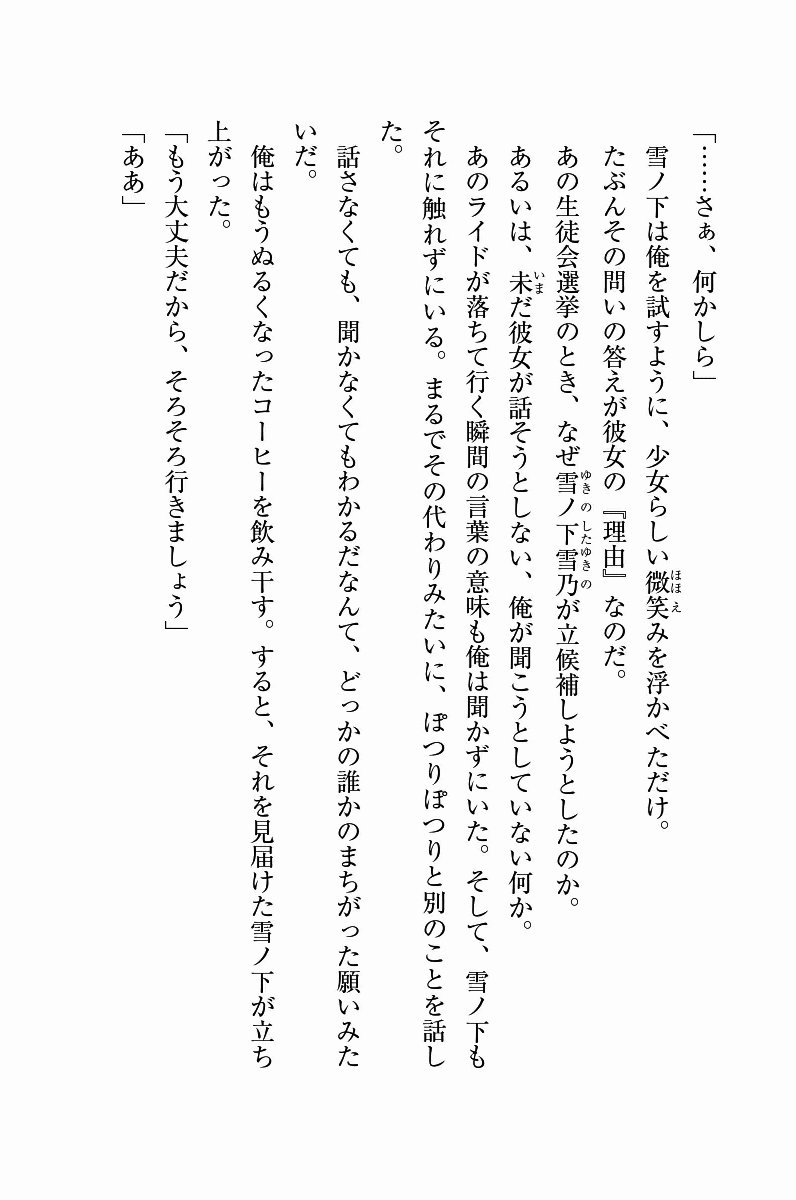 「……さぁ、何かしら」
　雪ノ下は俺を試すように、少女らしい微笑みを浮かべただけ。
　たぶんその問いの答えが彼女の『理由』なのだ。
　あの生徒会選挙のとき、なぜ雪ノ下雪乃が立候補しようとしたのか。
　あるいは、未だ彼女が話そうとしない、俺が聞こうとしていない何か。
　あのライドが落ちて行く瞬間の言葉の意味も俺は聞かずにいた。そして、雪ノ下も
それに触れずにいる。まるでその代わりみたいに、ぽつりぽつりと別のことを話し
た。
　話さなくても、聞かなくてもわかるだなんて、どっかの誰かのまちがった願いみた
いだ。
　俺はもうぬるくなったコーヒーを飲み干す。すると、それを見届けた雪ノ下が立ち
上がった。
「もう大丈夫だから、そろそろ行きましょう」
「ああ」